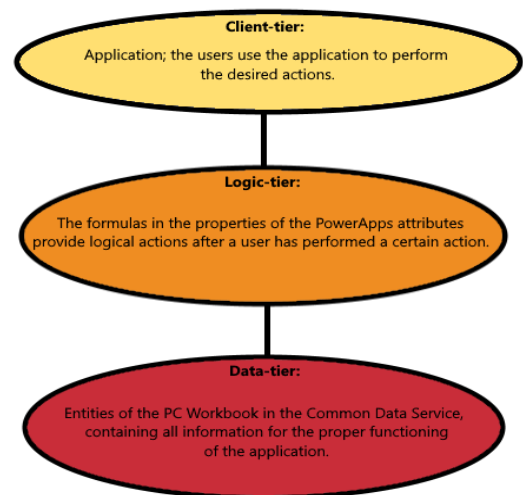 Client-tier:
Application; the users use the application to perform
the desired actions.
Logic-tier:
The formulas in the properties of the PowerApps attributes
provide logical actions after a user has performed a certain action.
Data-tier:
Entities of the PC Workbook in the Common Data Service,
containing all information for the proper functioning
of the application.